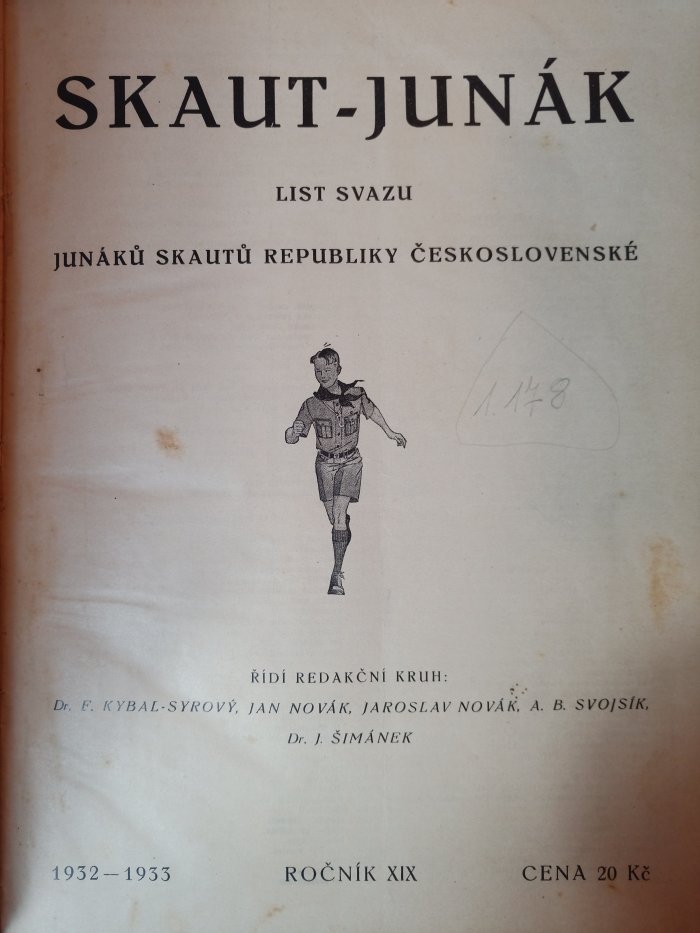 SKAUT-JUNÁK
LIST SVAZU
JUNÁKŮ SKAUTŮ REPUBLIKY ČESKOSLOVENSKÉ
1.178
ŘÍDÍ REDAKČNÍ KRUH:
Dr. F. KYBAL-SYROVÝ, JAN NOVÁK, JAROSLAV NOVÁK, A. B. SVOJSÍK,
Dr. J. ŠIMÁNEK
1932—1933 ROČNÍK XIX CENA 20 Kč